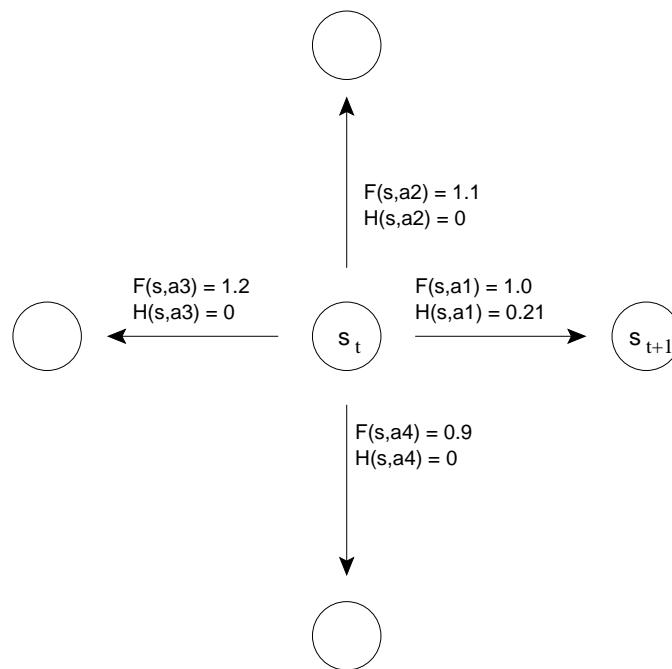 F(s,a2) = 1.1
H(s,a2) = 0
F(s,a3) = 1.2
H(s,a3) = 0
F(s,a1) = 1.0
H(s,a1) = 0.21
s t
s t+1
F(s,a4) = 0.9
H(s,a4) = 0